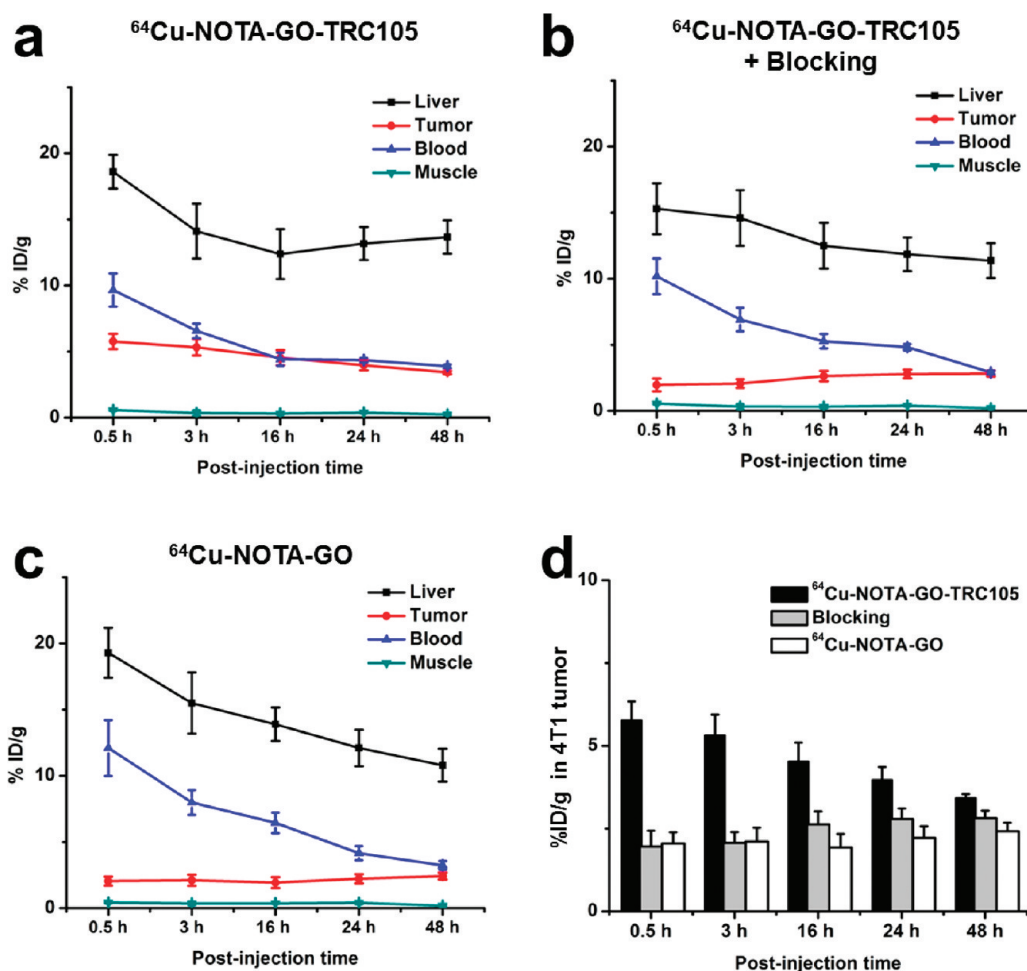 a
⁶⁴Cu-NOTA-GO-TRC105
Liver
Tumor
Blood
Muscle
20
10
0
% ID/g
0.5 h 3 h 16 h 24 h 48 h
Post-injection time
b
⁶⁴Cu-NOTA-GO-TRC105
+ Blocking
Liver
Tumor
Blood
Muscle
20
10
0
% ID/g
0.5 h 3 h 16 h 24 h 48 h
Post-injection time
c
⁶⁴Cu-NOTA-GO
Liver
Tumor
Blood
Muscle
20
10
0
% ID/g
0.5 h 3 h 16 h 24 h 48 h
Post-injection time
d
⁶⁴Cu-NOTA-GO-TRC105
Blocking
⁶⁴Cu-NOTA-GO
10
5
0
%ID/g in 4T1 tumor
0.5 h 3 h 16 h 24 h 48 h
Post-injection time